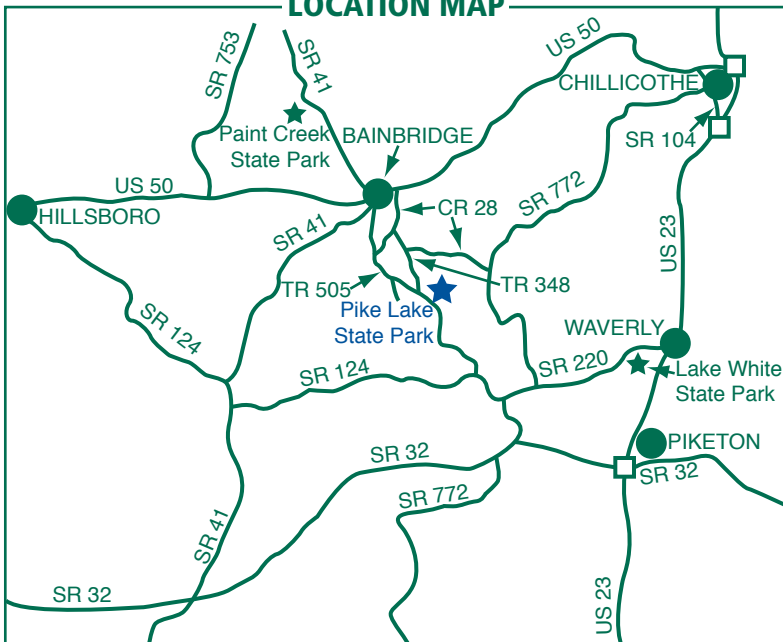 LOCATION MAP
SR 753
SR 41
US 50
CHILLICOTHE
Paint Creek
State Park
BAINBRIDGE
SR 104
US 50
SR 772
CR 28
HILLSBORO
SR 41
US 23
TR 505
TR 348
Pike Lake
State Park
SR 124
WAVERLY
SR 220
Lake White
State Park
SR 124
PIKETON
SR 32
SR 32
SR 772
SR 41
SR 32
US 23